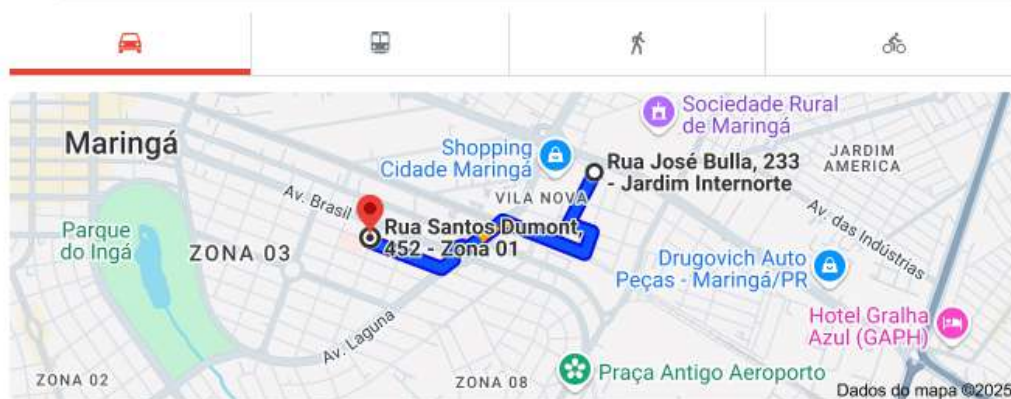 Maringá
Sociedade Rural
de Maringá
Shopping
Cidade Maringá
JARDIM
AMERICA
Rua José Bulla, 233
- Jardim Internorte
VILA NOVA
Av. Brasil
Rua Santos Dumont,
452 - Zona 01
Parque
do Ingá
ZONA 03
Av. das Indústrias
Drugovich Auto
Peças - Maringá/PR
Hotel Gralha
Azul (GAPH)
Av. Laguna
ZONA 02
ZONA 08
Praça Antigo Aeroporto
Dados do mapa ©2025